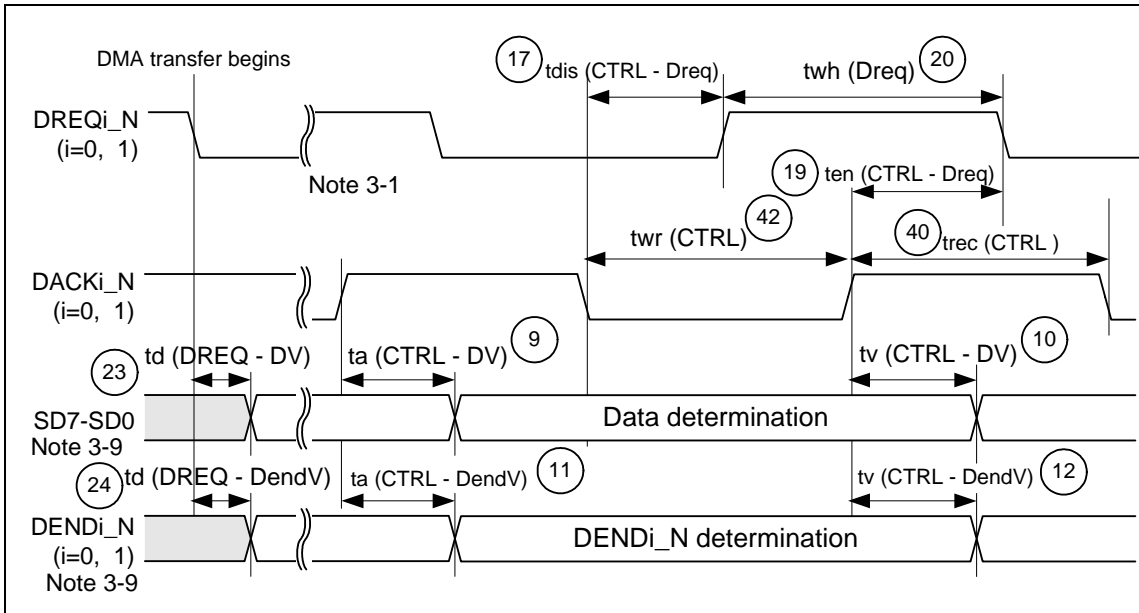 DMA transfer begins
17 tdis (CTRL - Dreq)
twh (Dreq) 20
DREQi_N
(i=0, 1)
Note 3-1
19 ten (CTRL - Dreq)
twr (CTRL) 42
40 trec (CTRL )
DACKi_N
(i=0, 1)
23 td (DREQ - DV)
ta (CTRL - DV) 9
tv (CTRL - DV) 10
SD7-SD0
Note 3-9
Data determination
24 td (DREQ - DendV)
ta (CTRL - DendV) 11
tv (CTRL - DendV) 12
DENDi_N
(i=0, 1)
Note 3-9
DENDi_N determination